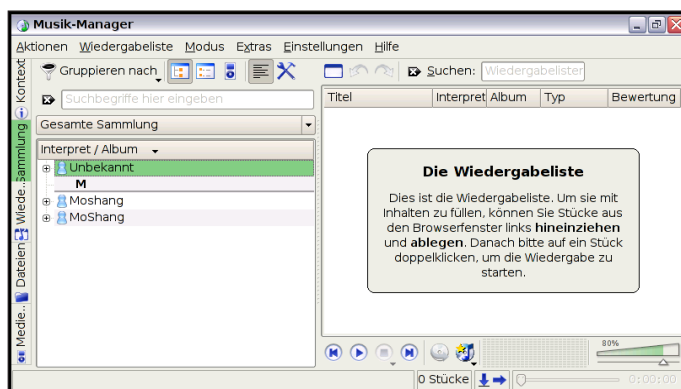 Musik-Manager
Aktionen Wiedergabeliste Modus Extras Einstellungen Hilfe
Gruppieren nach
Suchen: Wiedergabelister
Suchbegriffe hier eingeben
Gesamte Sammlung
Interpret / Album
Unbekannt
M
Moshang
MoShang
Kontext
Sammlung
Wiede..
Dateien
Medie..
Titel Interpret Album Typ Bewertung
Die Wiedergabeliste
Dies ist die Wiedergabeliste. Um sie mit
Inhalten zu füllen, können Sie Stücke aus
den Browserfenster links hineinziehen
und ablegen. Danach bitte auf ein Stück
doppelklicken, um die Wiedergabe zu
starten.
80%
0 Stücke
0:00:00